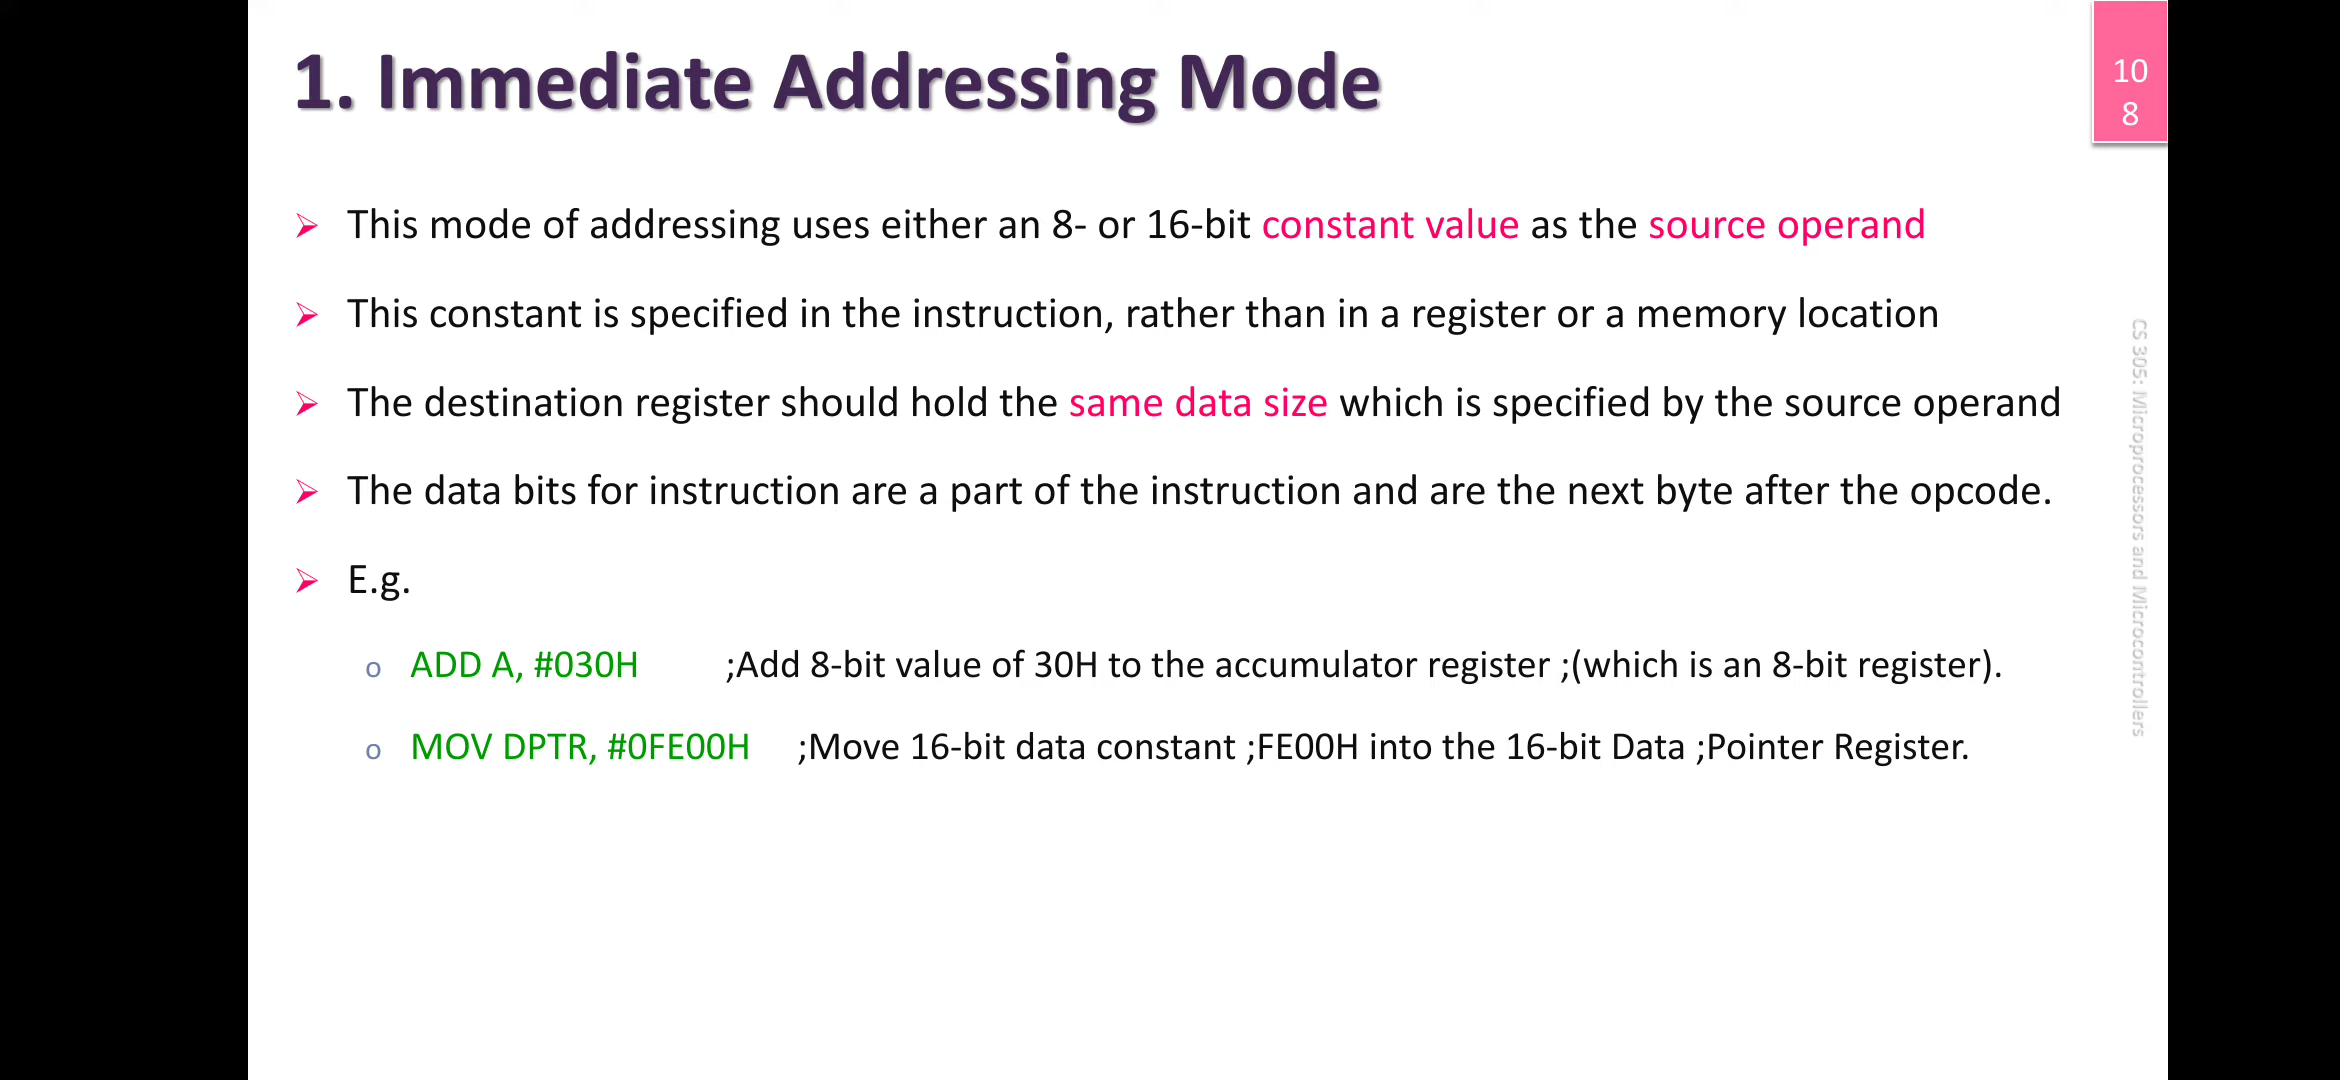 1. Immediate Addressing Mode
10
8
This mode of addressing uses either an 8- or 16-bit constant value as the source operand
This constant is specified in the instruction, rather than in a register or a memory location
The destination register should hold the same data size which is specified by the source operand
The data bits for instruction are a part of the instruction and are the next byte after the opcode.
E.g.
o ADD A, #030H ;Add 8-bit value of 30H to the accumulator register ;(which is an 8-bit register).
o MOV DPTR, #0FE00H ;Move 16-bit data constant ;FE00H into the 16-bit Data ;Pointer Register.
CS 305: Microprocessors and Microcontrollers